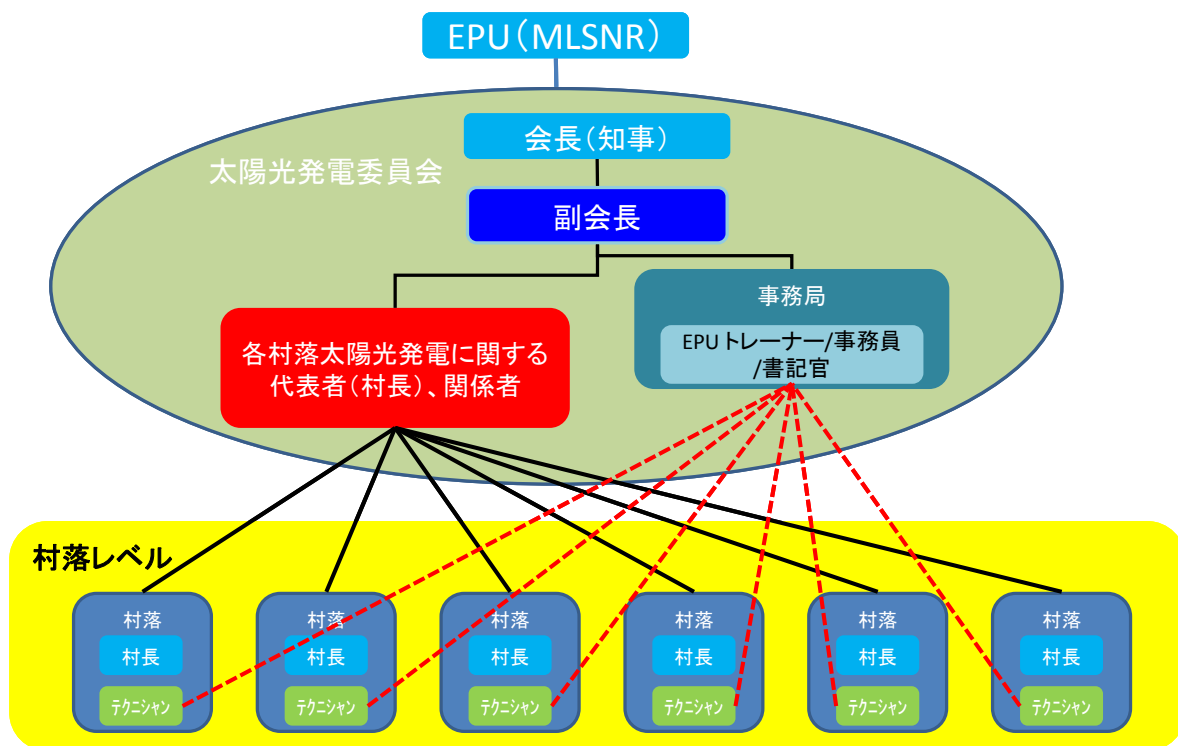 EPU（MLSNR）
会長（知事）
太陽光発電委員会
副会長
事務局
EPUトレーナー/事務員
/書記官
各村落太陽光発電に関する
代表者（村長）、関係者
村落レベル
村落
村長
テクニシャン
村落
村長
テクニシャン
村落
村長
テクニシャン
村落
村長
テクニシャン
村落
村長
テクニシャン
村落
村長
テクニシャン